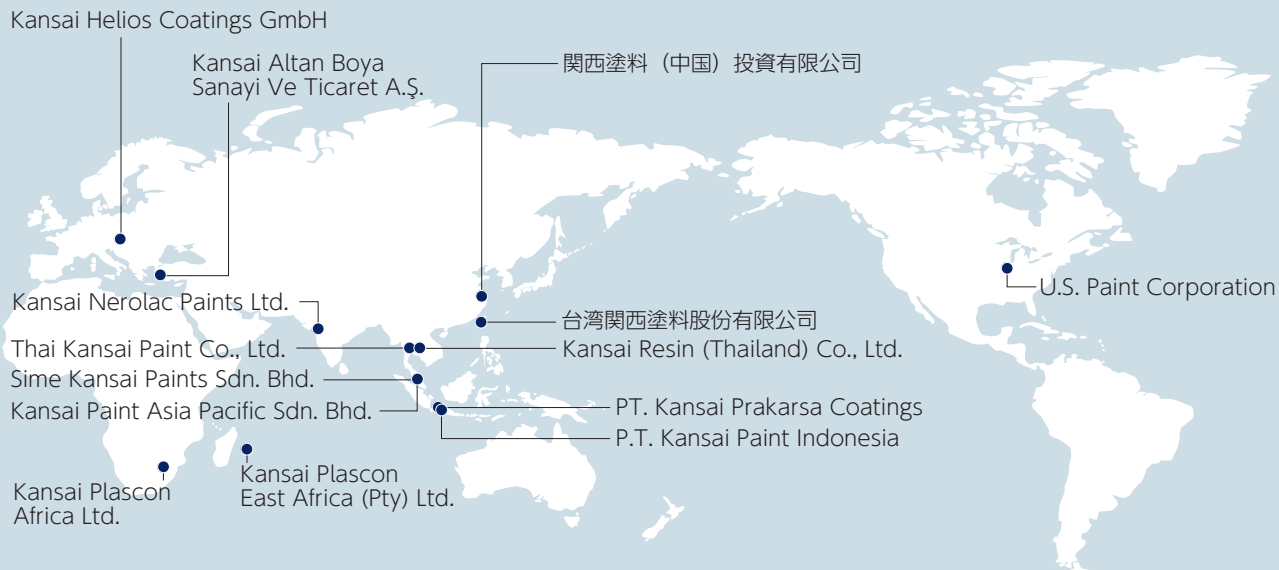 Kansai Helios Coatings GmbH
Kansai Altan Boya
Sanayi Ve Ticaret A.Ş.
関西塗料（中国）投資有限公司
Kansai Nerolac Paints Ltd.
台湾関西塗料股份有限公司
Thai Kansai Paint Co., Ltd.
Kansai Resin (Thailand) Co., Ltd.
Sime Kansai Paints Sdn. Bhd.
Kansai Paint Asia Pacific Sdn. Bhd.
PT. Kansai Prakarsa Coatings
P.T. Kansai Paint Indonesia
U.S. Paint Corporation
Kansai Plascon
Africa Ltd.
Kansai Plascon
East Africa (Pty) Ltd.